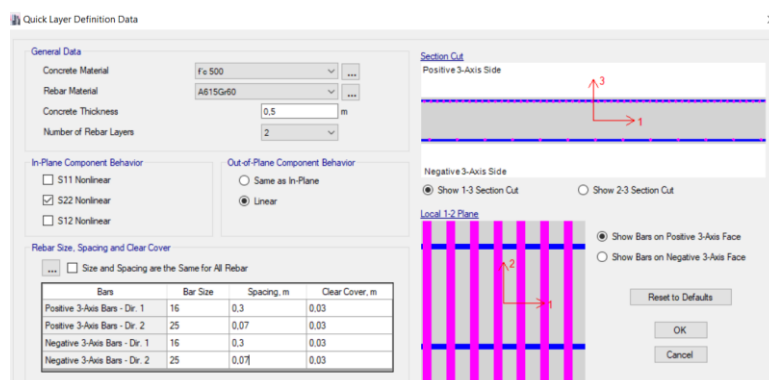 Quick Layer Definition Data
General Data
Concrete Material
f'c 500
...
Rebar Material
A615Gr60
...
Concrete Thickness
0,5
m
Number of Rebar Layers
2
In-Plane Component Behavior
S11 Nonlinear
S22 Nonlinear
S12 Nonlinear
Out-of-Plane Component Behavior
Same as In-Plane
Linear
Rebar Size, Spacing and Clear Cover
...
Size and Spacing are the Same for All Rebar
Bars Bar Size Spacing, m Clear Cover, m
Positive 3-Axis Bars - Dir. 1 16 0,3 0,03
Positive 3-Axis Bars - Dir. 2 25 0,07 0,03
Negative 3-Axis Bars - Dir. 1 16 0,3 0,03
Negative 3-Axis Bars - Dir. 2 25 0,07 0,03
Section Cut
Positive 3-Axis Side
3
1
Negative 3-Axis Side
Show 1-3 Section Cut
Show 2-3 Section Cut
Local 1-2 Plane
2
1
Show Bars on Positive 3-Axis Face
Show Bars on Negative 3-Axis Face
Reset to Defaults
OK
Cancel